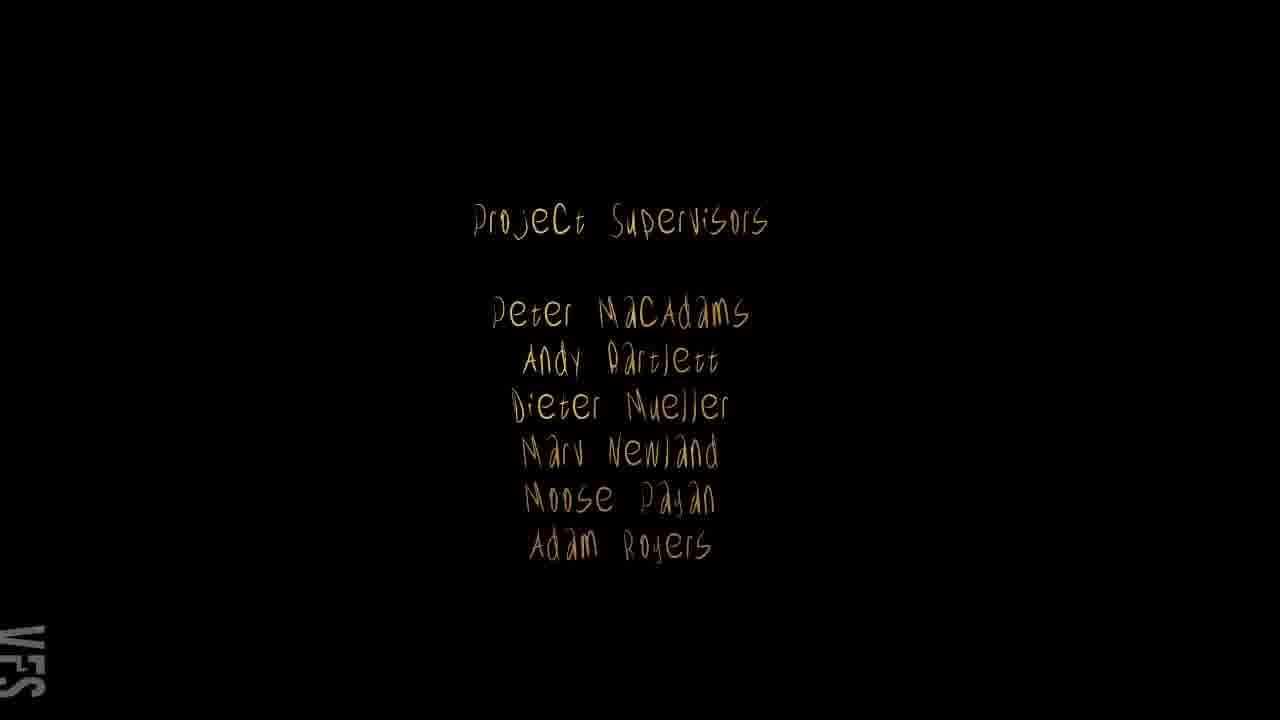 Project Supervisors
Peter MacAdams
Andy Bartlett
Dieter Mueller
Marv Newland
Moose Pagan
Adam Rogers
VFS